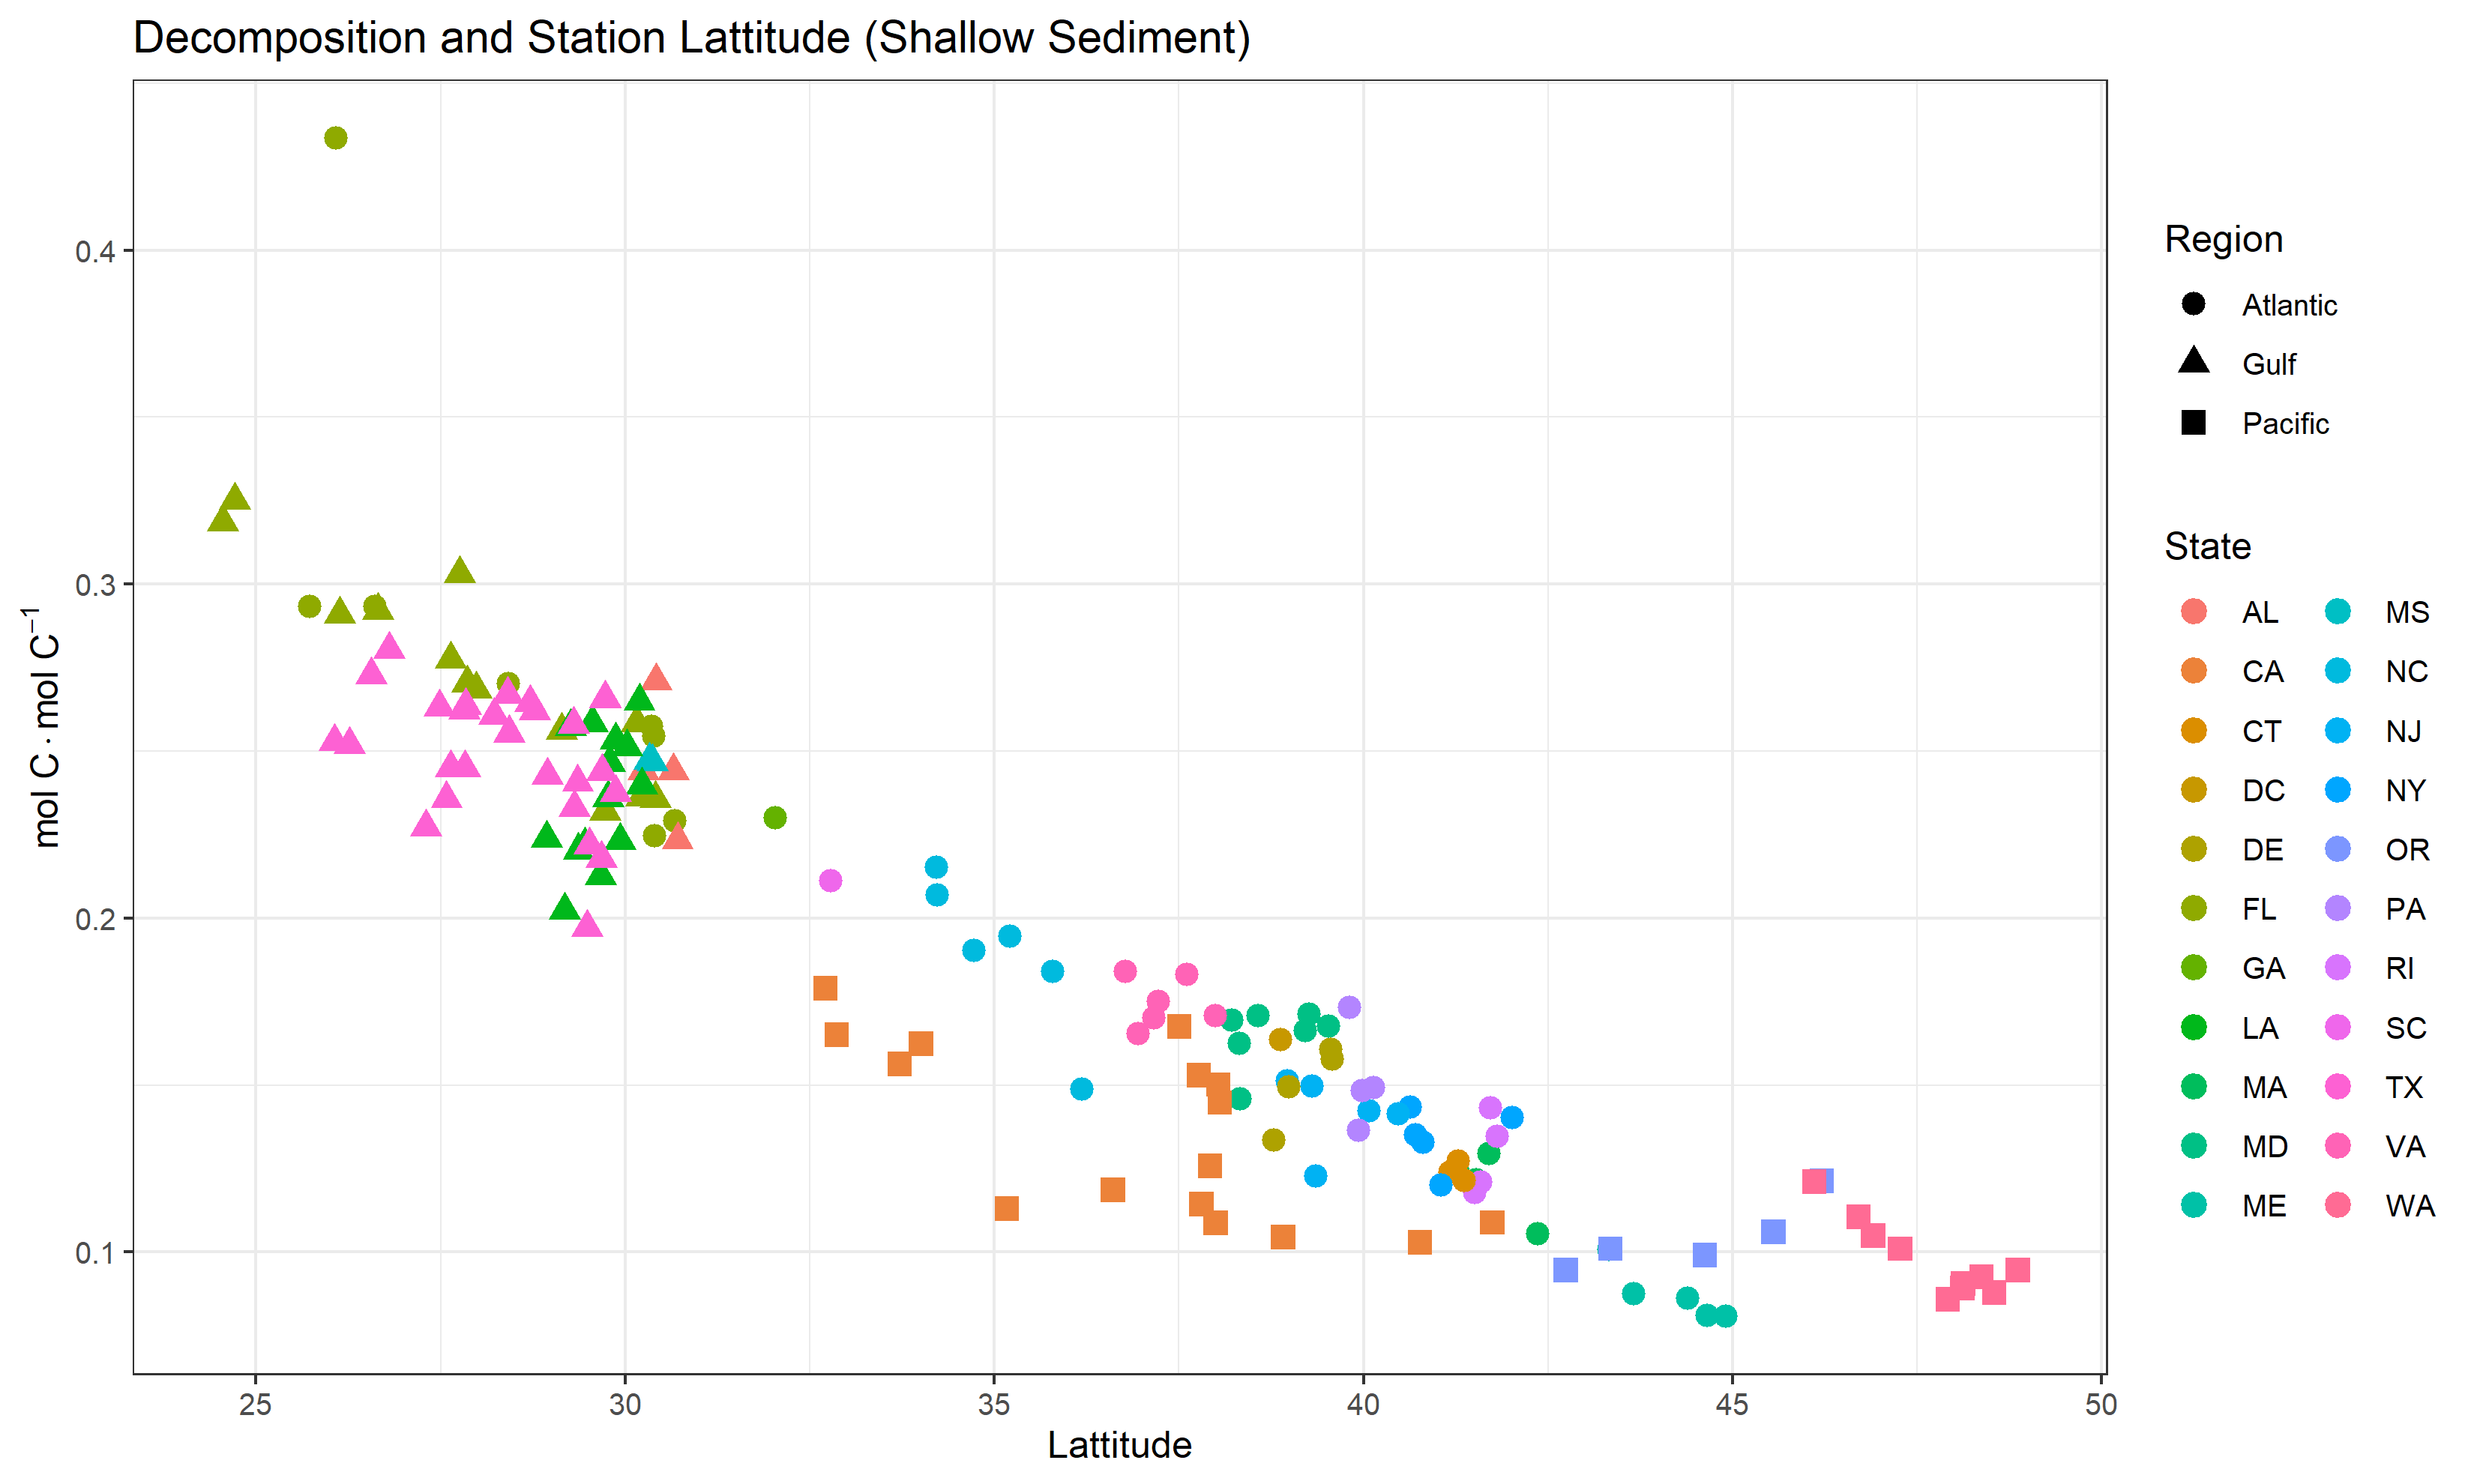 Decomposition and Station Lattitude (Shallow Sediment)
mol C · mol C⁻¹
0.4
0.3
0.2
0.1
25 30 35 40 45 50
Lattitude
Region
Atlantic
Gulf
Pacific
State
AL MS
CA NC
CT NJ
DC NY
DE OR
FL PA
GA RI
LA SC
MA TX
MD VA
ME WA